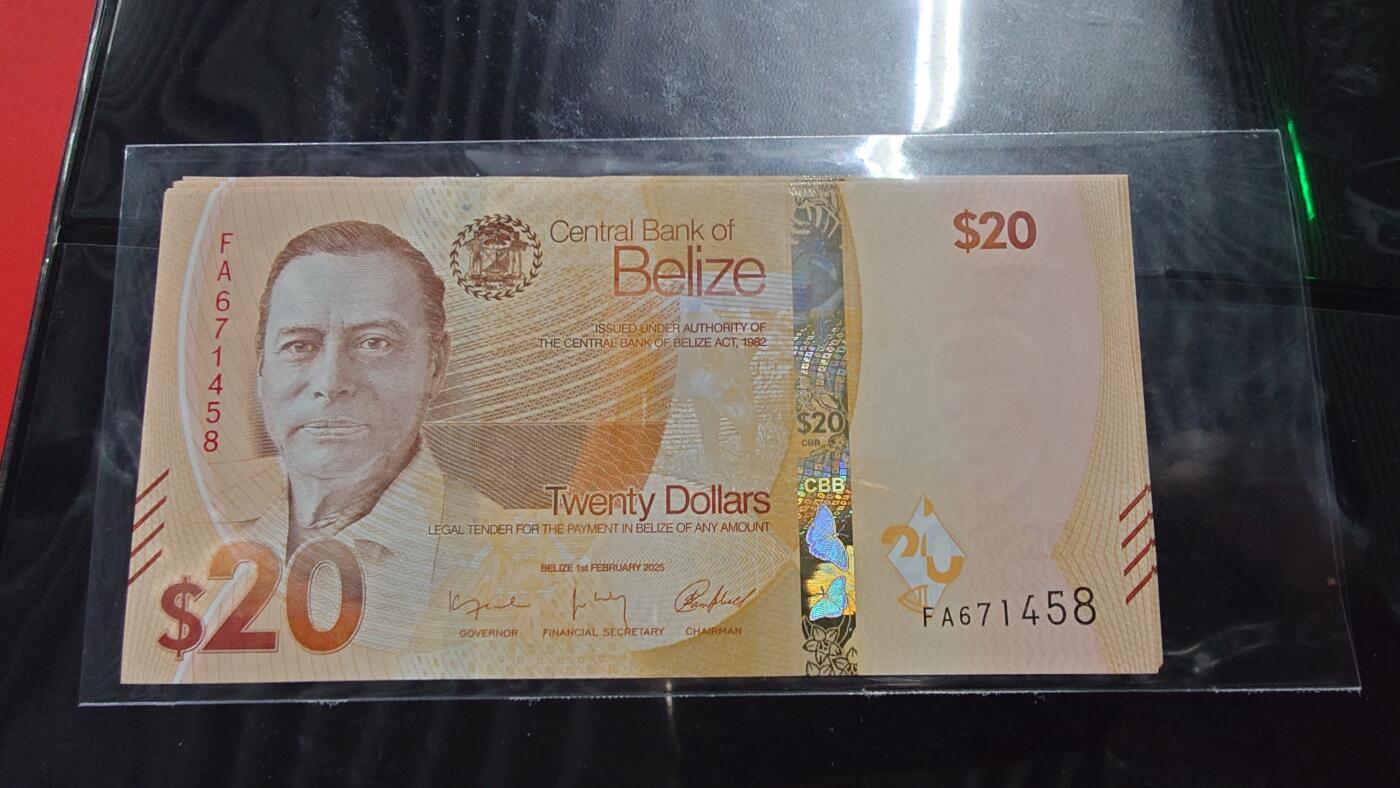 FA671458
Central Bank of
Belize
ISSUED UNDER AUTHORITY OF
THE CENTRAL BANK OF BELIZE ACT, 1982
$20
$20
CBB
CBB
Twenty Dollars
LEGAL TENDER FOR THE PAYMENT IN BELIZE OF ANY AMOUNT
BELIZE 1st FEBRUARY 2025
GOVERNOR FINANCIAL SECRETARY CHAIRMAN
$20
20
FA671458